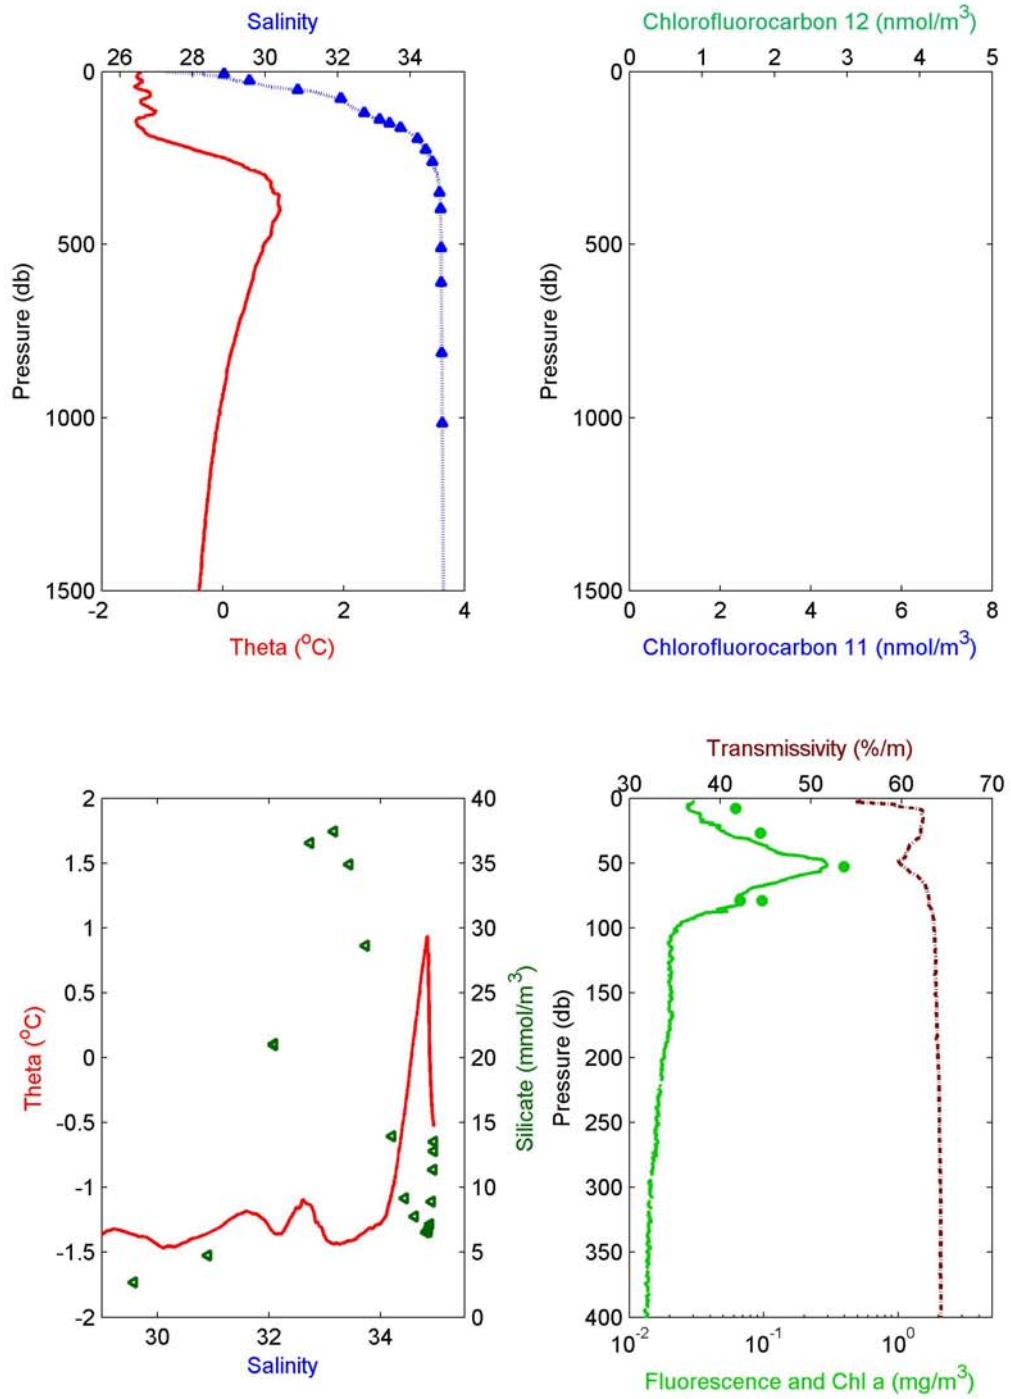 Salinity
26 28 30 32 34
0
500
1000
1500
Pressure (db)
-2 0 2 4
Theta (°C)
Chlorofluorocarbon 12 (nmol/m³)
0 1 2 3 4 5
0
500
1000
1500
Pressure (db)
0 2 4 6 8
Chlorofluorocarbon 11 (nmol/m³)
2
1.5
1
0.5
0
-0.5
-1
-1.5
-2
Theta (°C)
40
35
30
25
20
15
10
5
0
Silicate (mmol/m³)
30 32 34
Salinity
Transmissivity (%/m)
30 40 50 60 70
0
50
100
150
200
250
300
350
400
Pressure (db)
10⁻² 10⁻¹ 10⁰
Fluorescence and Chl a (mg/m³)